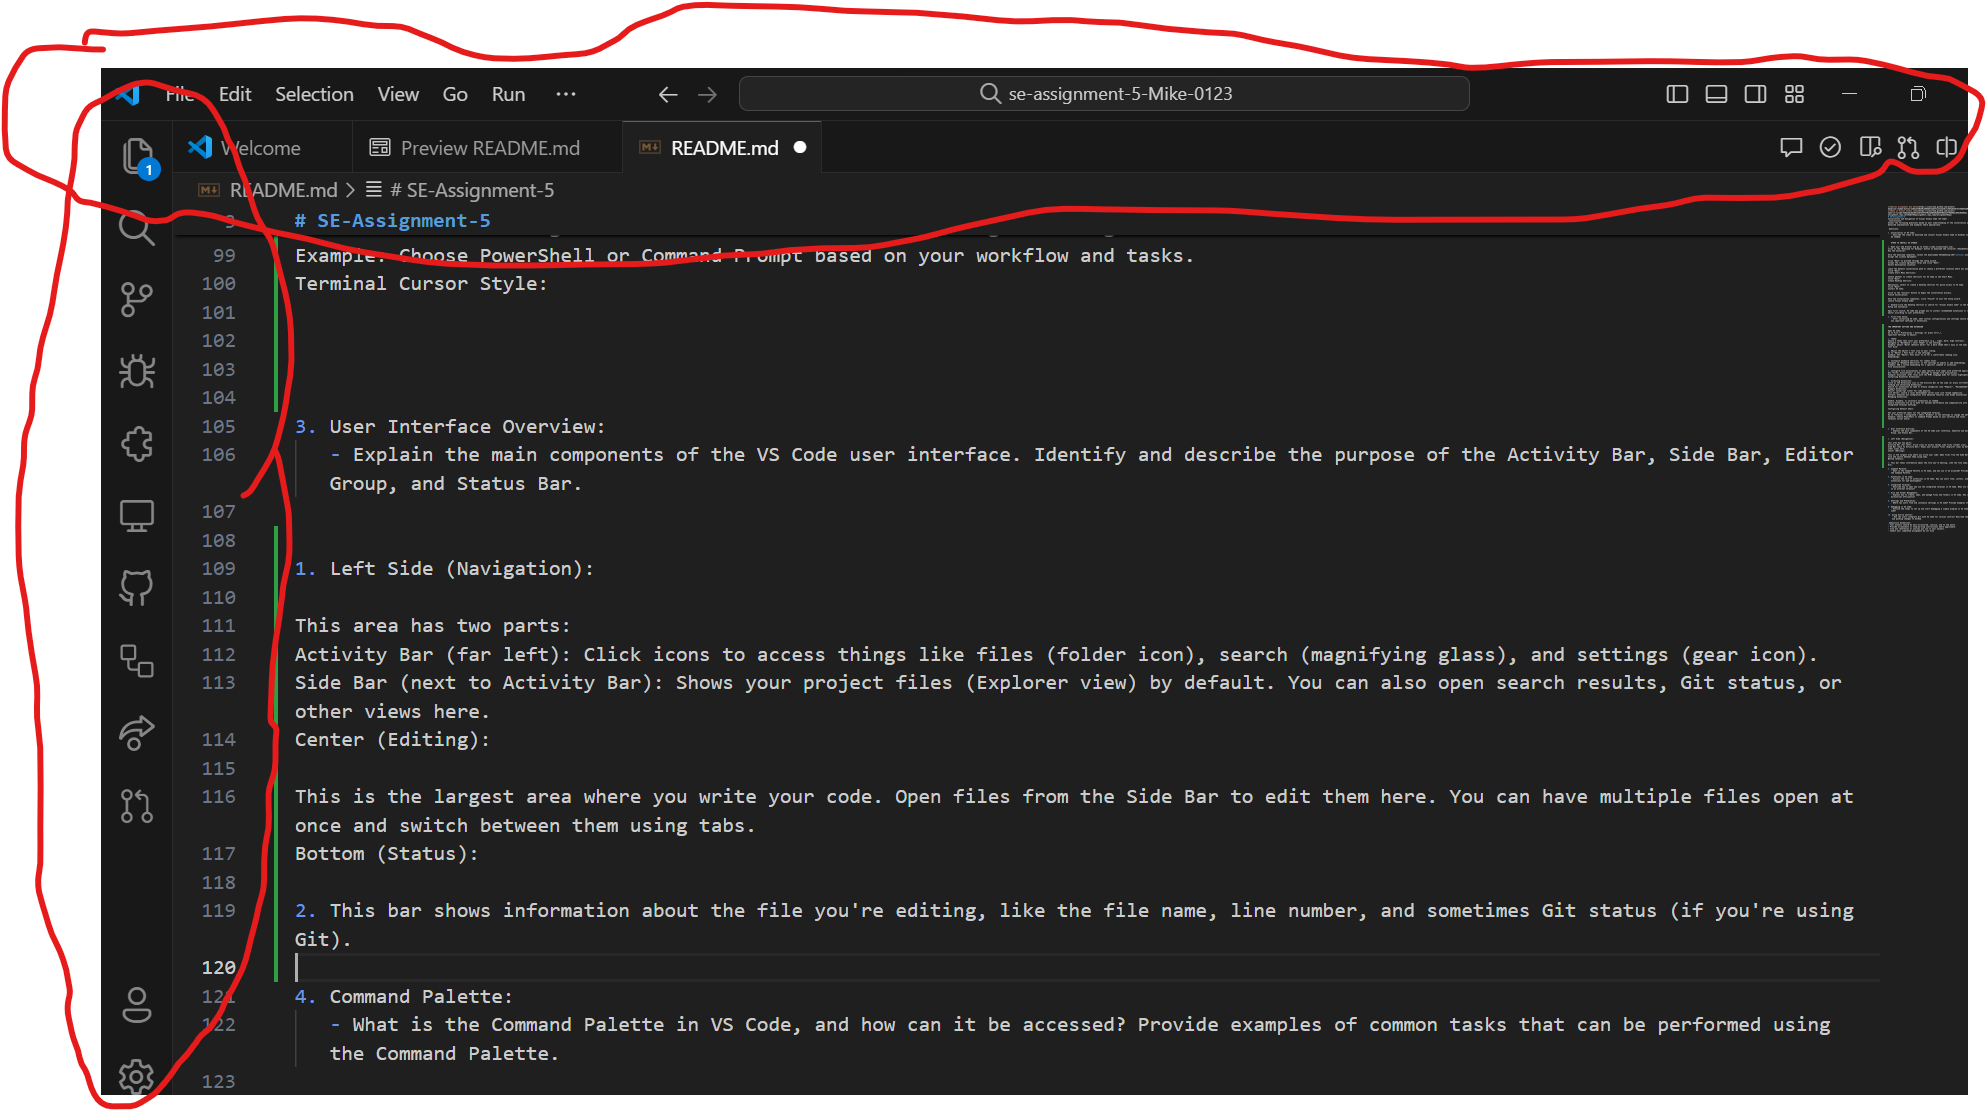 File Edit Selection View Go Run ··· se-assignment-5-Mike-0123
1
Welcome Preview README.md README.md
README.md > # SE-Assignment-5
3 # SE-Assignment-5
99 Example: Choose PowerShell or Command Prompt based on your workflow and tasks.
100 Terminal Cursor Style:
101
102
103
104
105 3. User Interface Overview:
106 - Explain the main components of the VS Code user interface. Identify and describe the purpose of the Activity Bar, Side Bar, Editor
Group, and Status Bar.
107
108
109 1. Left Side (Navigation):
110
111 This area has two parts:
112 Activity Bar (far left): Click icons to access things like files (folder icon), search (magnifying glass), and settings (gear icon).
113 Side Bar (next to Activity Bar): Shows your project files (Explorer view) by default. You can also open search results, Git status, or
other views here.
114 Center (Editing):
115
116 This is the largest area where you write your code. Open files from the Side Bar to edit them here. You can have multiple files open at
once and switch between them using tabs.
117 Bottom (Status):
118
119 2. This bar shows information about the file you're editing, like the file name, line number, and sometimes Git status (if you're using
Git).
120
121 4. Command Palette:
122 - What is the Command Palette in VS Code, and how can it be accessed? Provide examples of common tasks that can be performed using
the Command Palette.
123